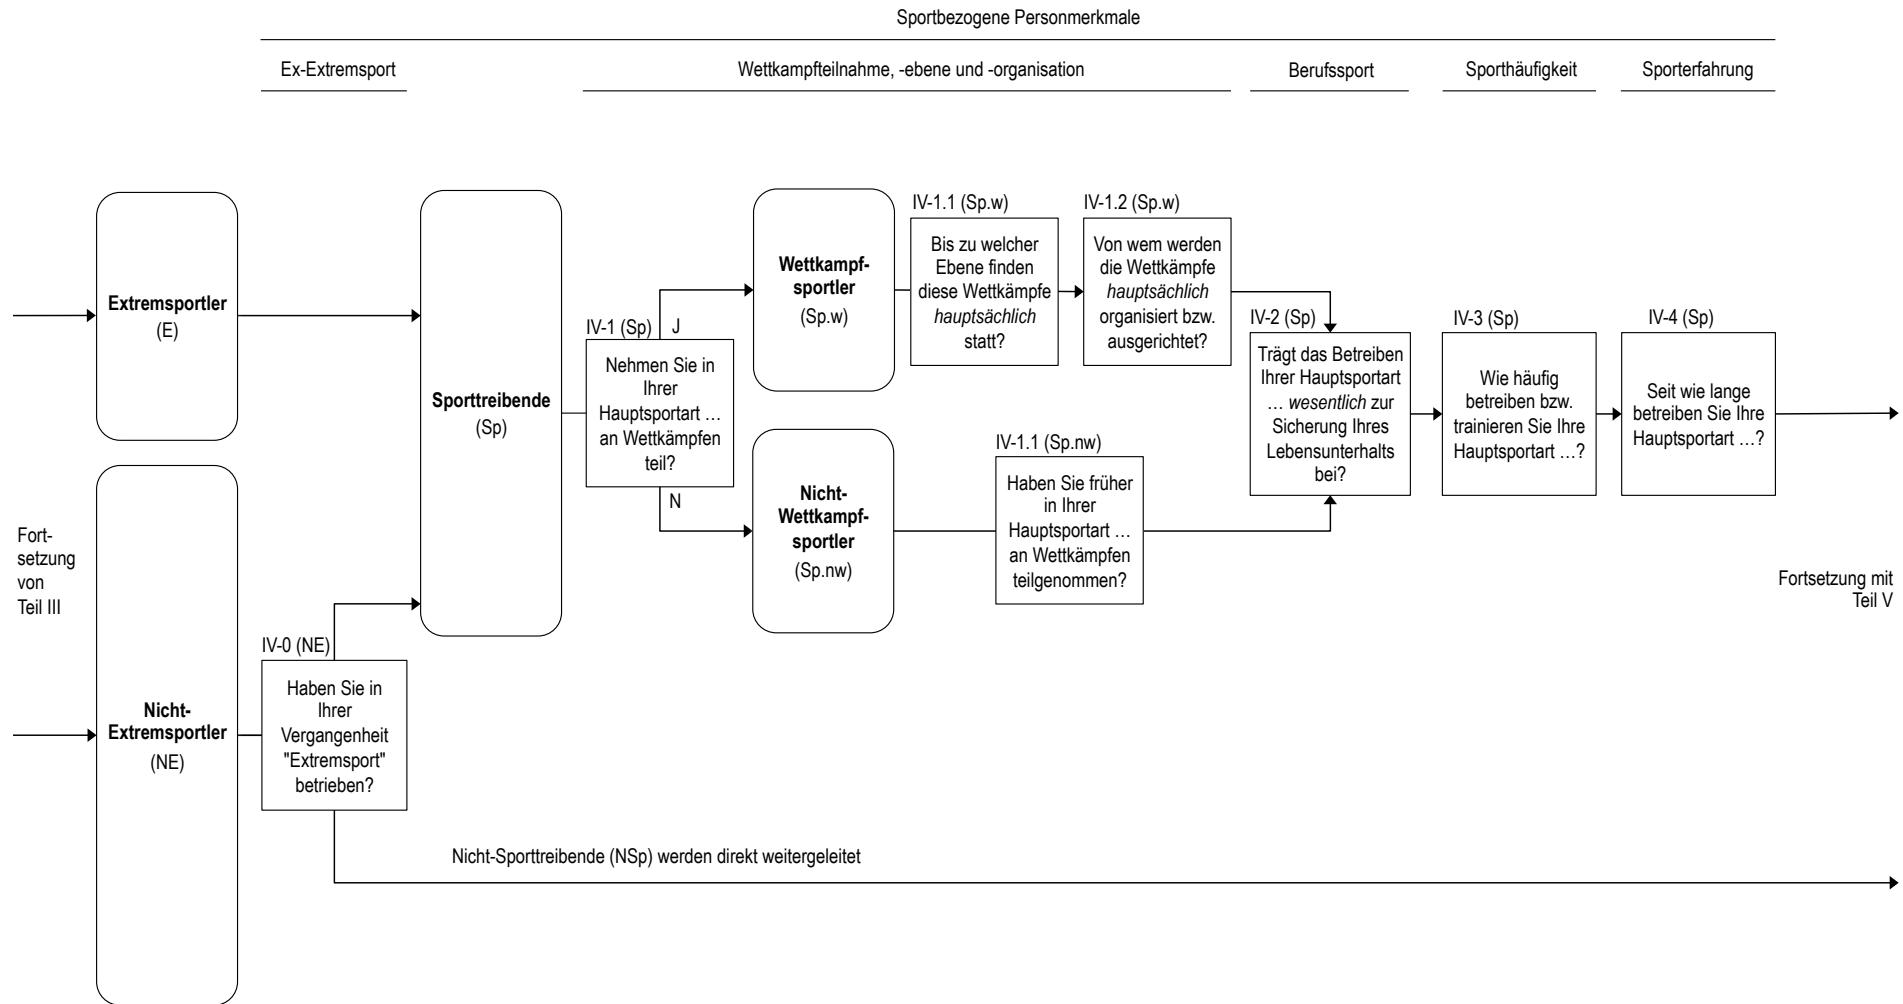 Sportbezogene Personmerkmale
Ex-Extremsport
Wettkampfteilnahme, -ebene und -organisation
Berufssport
Sporthäufigkeit
Sporterfahrung
Fort-
setzung
von
Teil III
Extremsportler
(E)
Nicht-
Extremsportler
(NE)
IV-0 (NE)
Haben Sie in
Ihrer
Vergangenheit
"Extremsport"
betrieben?
Sporttreibende
(Sp)
IV-1 (Sp)
J
Nehmen Sie in
Ihrer
Hauptsportart …
an Wettkämpfen
teil?
N
Wettkampf-
sportler
(Sp.w)
IV-1.1 (Sp.w)
Bis zu welcher
Ebene finden
diese Wettkämpfe
hauptsächlich
statt?
IV-1.2 (Sp.w)
Von wem werden
die Wettkämpfe
hauptsächlich
organisiert bzw.
ausgerichtet?
Nicht-
Wettkampf-
sportler
(Sp.nw)
IV-1.1 (Sp.nw)
Haben Sie früher
in Ihrer
Hauptsportart …
an Wettkämpfen
teilgenommen?
IV-2 (Sp)
Trägt das Betreiben
Ihrer Hauptsportart
… wesentlich zur
Sicherung Ihres
Lebensunterhalts
bei?
IV-3 (Sp)
Wie häufig
betreiben bzw.
trainieren Sie Ihre
Hauptsportart …?
IV-4 (Sp)
Seit wie lange
betreiben Sie Ihre
Hauptsportart …?
Fortsetzung mit
Teil V
Nicht-Sporttreibende (NSp) werden direkt weitergeleitet